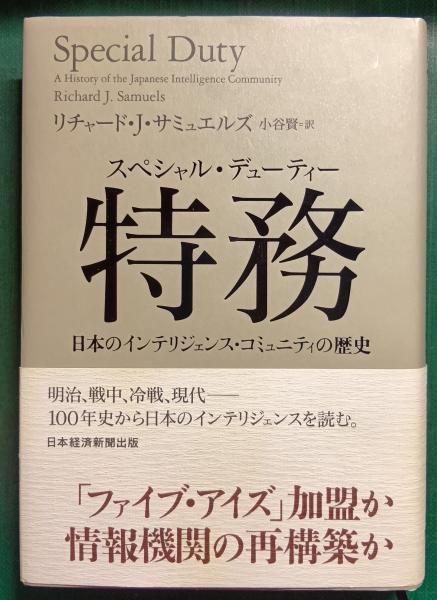 Special Duty
A History of the Japanese Intelligence Community
Richard J. Samuels
リチャード・J・サミュエルズ 小谷賢=訳
スペシャル・デューティー
特務
日本のインテリジェンス・コミュニティの歴史
明治、戦中、冷戦、現代——
100年史から日本のインテリジェンスを読む。
日本経済新聞出版
「ファイブ・アイズ」加盟か
情報機関の再構築か